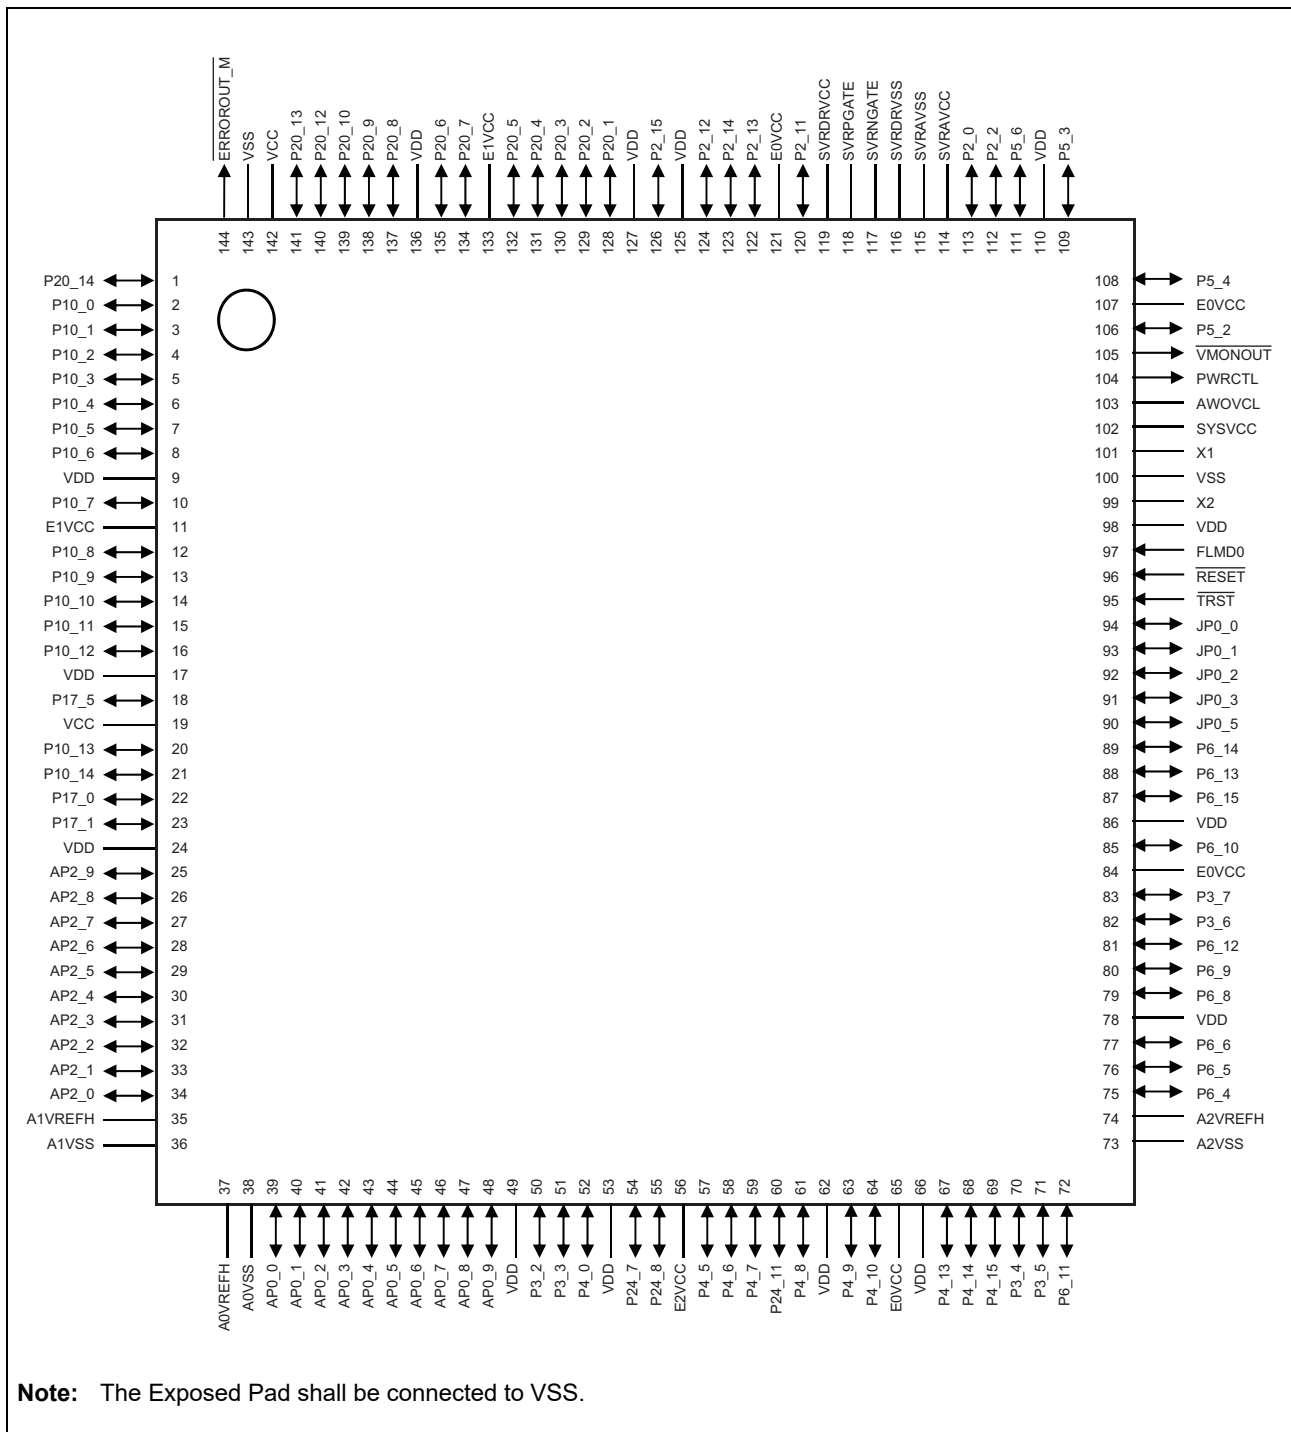 ERROROUT_M
VSS
VCC
P20_13
P20_12
P20_10
P20_9
P20_8
VDD
P20_6
P20_7
E1VCC
P20_5
P20_4
P20_3
P20_2
P20_1
VDD
P2_15
VDD
P2_12
P2_14
P2_13
E0VCC
P2_11
SVRDRVCC
SVRPGATE
SVRNGATE
SVRDRVSS
SVRAVSS
SVRAVCC
P2_0
P2_2
P5_6
VDD
P5_3
144
143
142
141
140
139
138
137
136
135
134
133
132
131
130
129
128
127
126
125
124
123
122
121
120
119
118
117
116
115
114
113
112
111
110
109
P20_14 1
P10_0 2
P10_1 3
P10_2 4
P10_3 5
P10_4 6
P10_5 7
P10_6 8
VDD 9
P10_7 10
E1VCC 11
P10_8 12
P10_9 13
P10_10 14
P10_11 15
P10_12 16
VDD 17
P17_5 18
VCC 19
P10_13 20
P10_14 21
P17_0 22
P17_1 23
VDD 24
AP2_9 25
AP2_8 26
AP2_7 27
AP2_6 28
AP2_5 29
AP2_4 30
AP2_3 31
AP2_2 32
AP2_1 33
AP2_0 34
A1VREFH 35
A1VSS 36
108 P5_4
107 E0VCC
106 P5_2
105 VMONOUT
104 PWRCTL
103 AWOVCL
102 SYSVCC
101 X1
100 VSS
99 X2
98 VDD
97 FLMD0
96 RESET
95 TRST
94 JP0_0
93 JP0_1
92 JP0_2
91 JP0_3
90 JP0_5
89 P6_14
88 P6_13
87 P6_15
86 VDD
85 P6_10
84 E0VCC
83 P3_7
82 P3_6
81 P6_12
80 P6_9
79 P6_8
78 VDD
77 P6_6
76 P6_5
75 P6_4
74 A2VREFH
73 A2VSS
37
38
39
40
41
42
43
44
45
46
47
48
49
50
51
52
53
54
55
56
57
58
59
60
61
62
63
64
65
66
67
68
69
70
71
72
A0VREFH
A0VSS
AP0_0
AP0_1
AP0_2
AP0_3
AP0_4
AP0_5
AP0_6
AP0_7
AP0_8
AP0_9
VDD
P3_2
P3_3
P4_0
VDD
P24_7
P24_8
E2VCC
P4_5
P4_6
P4_7
P24_11
P4_8
VDD
P4_9
P4_10
E0VCC
VDD
P4_13
P4_14
P4_15
P3_4
P3_5
P6_11
Note: The Exposed Pad shall be connected to VSS.